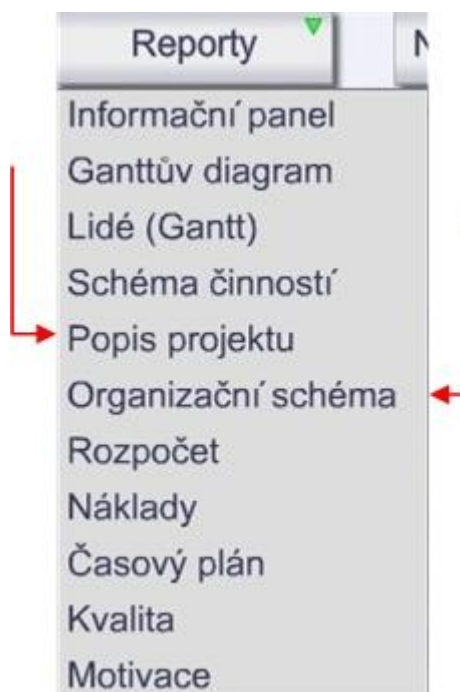 Reporty
N
Informační panel
Ganttův diagram
Lidé (Gantt)
Schéma činností
Popis projektu
Organizační schéma
Rozpočet
Náklady
Časový plán
Kvalita
Motivace